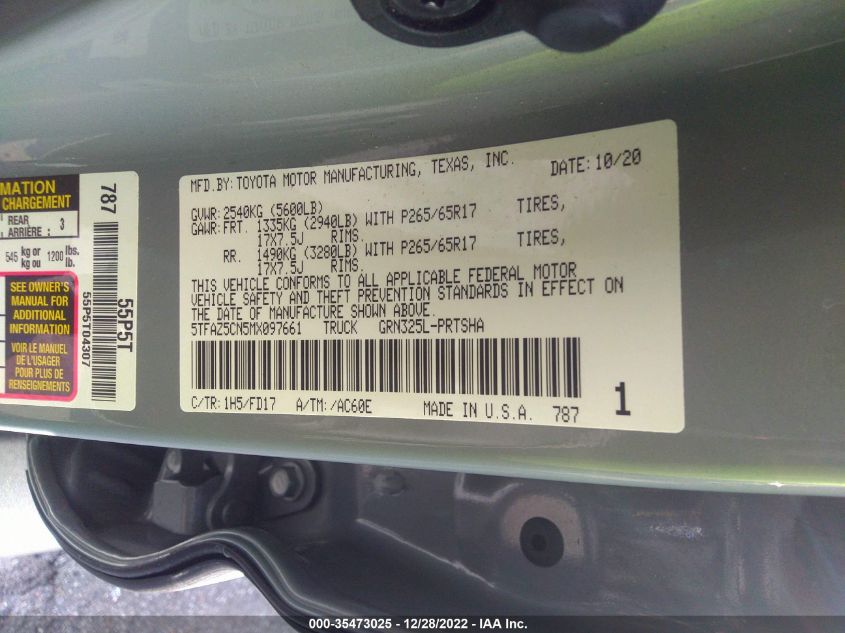 MFD.BY: TOYOTA MOTOR MANUFACTURING, TEXAS, INC. DATE: 10/20
GVWR: 2540KG (5600LB)
GAWR: FRT. 1335KG (2940LB) WITH P265/65R17 TIRES,
17X7.5J RIMS.
RR. 1490KG (3280LB) WITH P265/65R17 TIRES,
17X7.5J RIMS.
THIS VEHICLE CONFORMS TO ALL APPLICABLE FEDERAL MOTOR
VEHICLE SAFETY AND THEFT PREVENTION STANDARDS IN EFFECT ON
THE DATE OF MANUFACTURE SHOWN ABOVE.
5TFAZ5CN5MX097661 TRUCK GRN325L-PRTSHA
C/TR: 1H5/FD17 A/TM: /AC60E MADE IN U.S.A. 787 1
MATION
CHARGEMENT
REAR
ARRIÈRE : 3
545 kg or
kg ou 1200 lbs.
lb.
SEE OWNER'S
MANUAL FOR
ADDITIONAL
INFORMATION
VOIR LE MANUEL
DE L'USAGER
POUR PLUS DE
RENSEIGNEMENTS
787
55P5T
55P5T04307
000-35473025 - 12/28/2022 - IAA Inc.